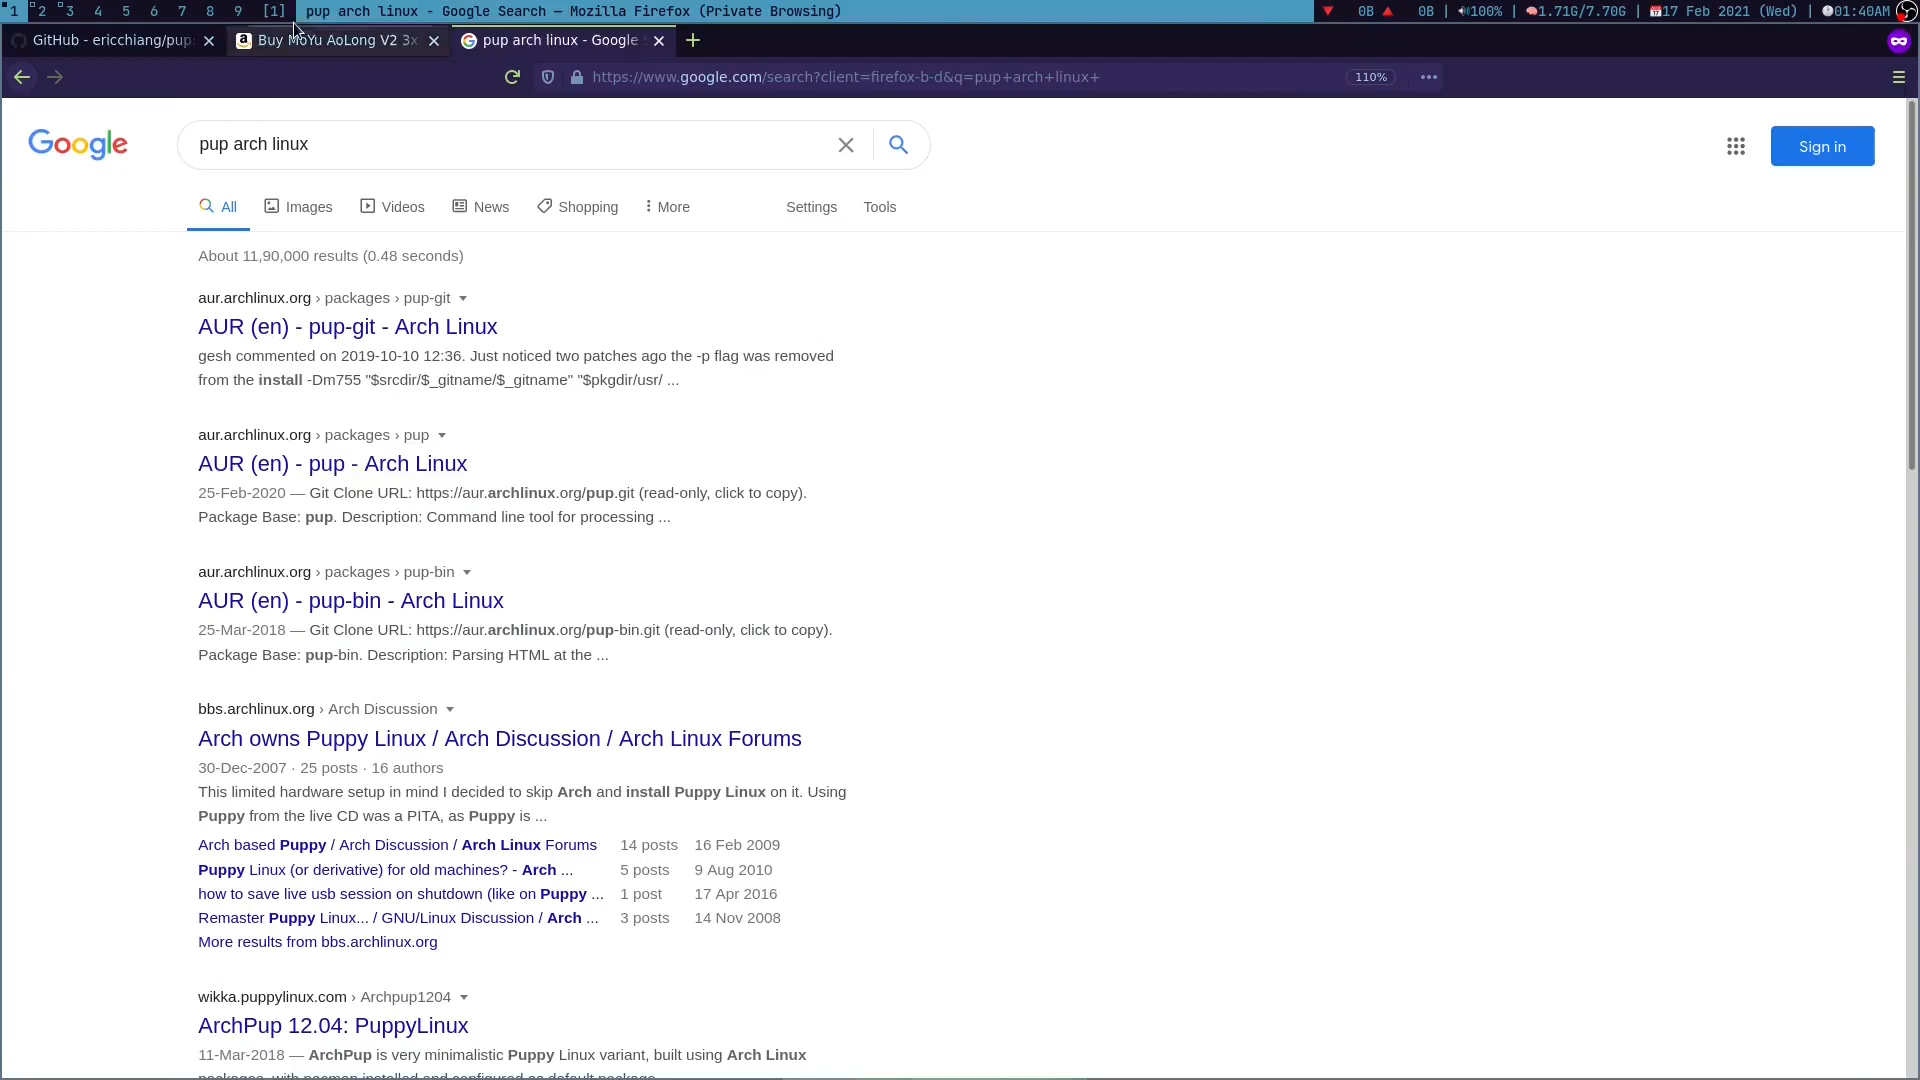 1 2 3 4 5 6 7 8 9 [1] pup arch linux - Google Search — Mozilla Firefox (Private Browsing) 0B 0B | 100% | 1.71G/7.70G | 17 Feb 2021 (Wed) | 01:40AM
GitHub - ericchiang/pup: Buy MoYu AoLong V2 3x pup arch linux - Google S
https://www.google.com/search?client=firefox-b-d&q=pup+arch+linux+ 110%
Google pup arch linux Sign in
All Images Videos News Shopping More Settings Tools
About 11,90,000 results (0.48 seconds)
aur.archlinux.org › packages › pup-git
AUR (en) - pup-git - Arch Linux
gesh commented on 2019-10-10 12:36. Just noticed two patches ago the -p flag was removed
from the install -Dm755 "$srcdir/$_gitname/$_gitname" "$pkgdir/usr/ ...
aur.archlinux.org › packages › pup
AUR (en) - pup - Arch Linux
25-Feb-2020 — Git Clone URL: https://aur.archlinux.org/pup.git (read-only, click to copy).
Package Base: pup. Description: Command line tool for processing ...
aur.archlinux.org › packages › pup-bin
AUR (en) - pup-bin - Arch Linux
25-Mar-2018 — Git Clone URL: https://aur.archlinux.org/pup-bin.git (read-only, click to copy).
Package Base: pup-bin. Description: Parsing HTML at the ...
bbs.archlinux.org › Arch Discussion
Arch owns Puppy Linux / Arch Discussion / Arch Linux Forums
30-Dec-2007 · 25 posts · 16 authors
This limited hardware setup in mind I decided to skip Arch and install Puppy Linux on it. Using
Puppy from the live CD was a PITA, as Puppy is ...
Arch based Puppy / Arch Discussion / Arch Linux Forums 14 posts 16 Feb 2009
Puppy Linux (or derivative) for old machines? - Arch ... 5 posts 9 Aug 2010
how to save live usb session on shutdown (like on Puppy ... 1 post 17 Apr 2016
Remaster Puppy Linux... / GNU/Linux Discussion / Arch ... 3 posts 14 Nov 2008
More results from bbs.archlinux.org
wikka.puppylinux.com › Archpup1204
ArchPup 12.04: PuppyLinux
11-Mar-2018 — ArchPup is very minimalistic Puppy Linux variant, built using Arch Linux
packages, with pacman installed and configured as default package